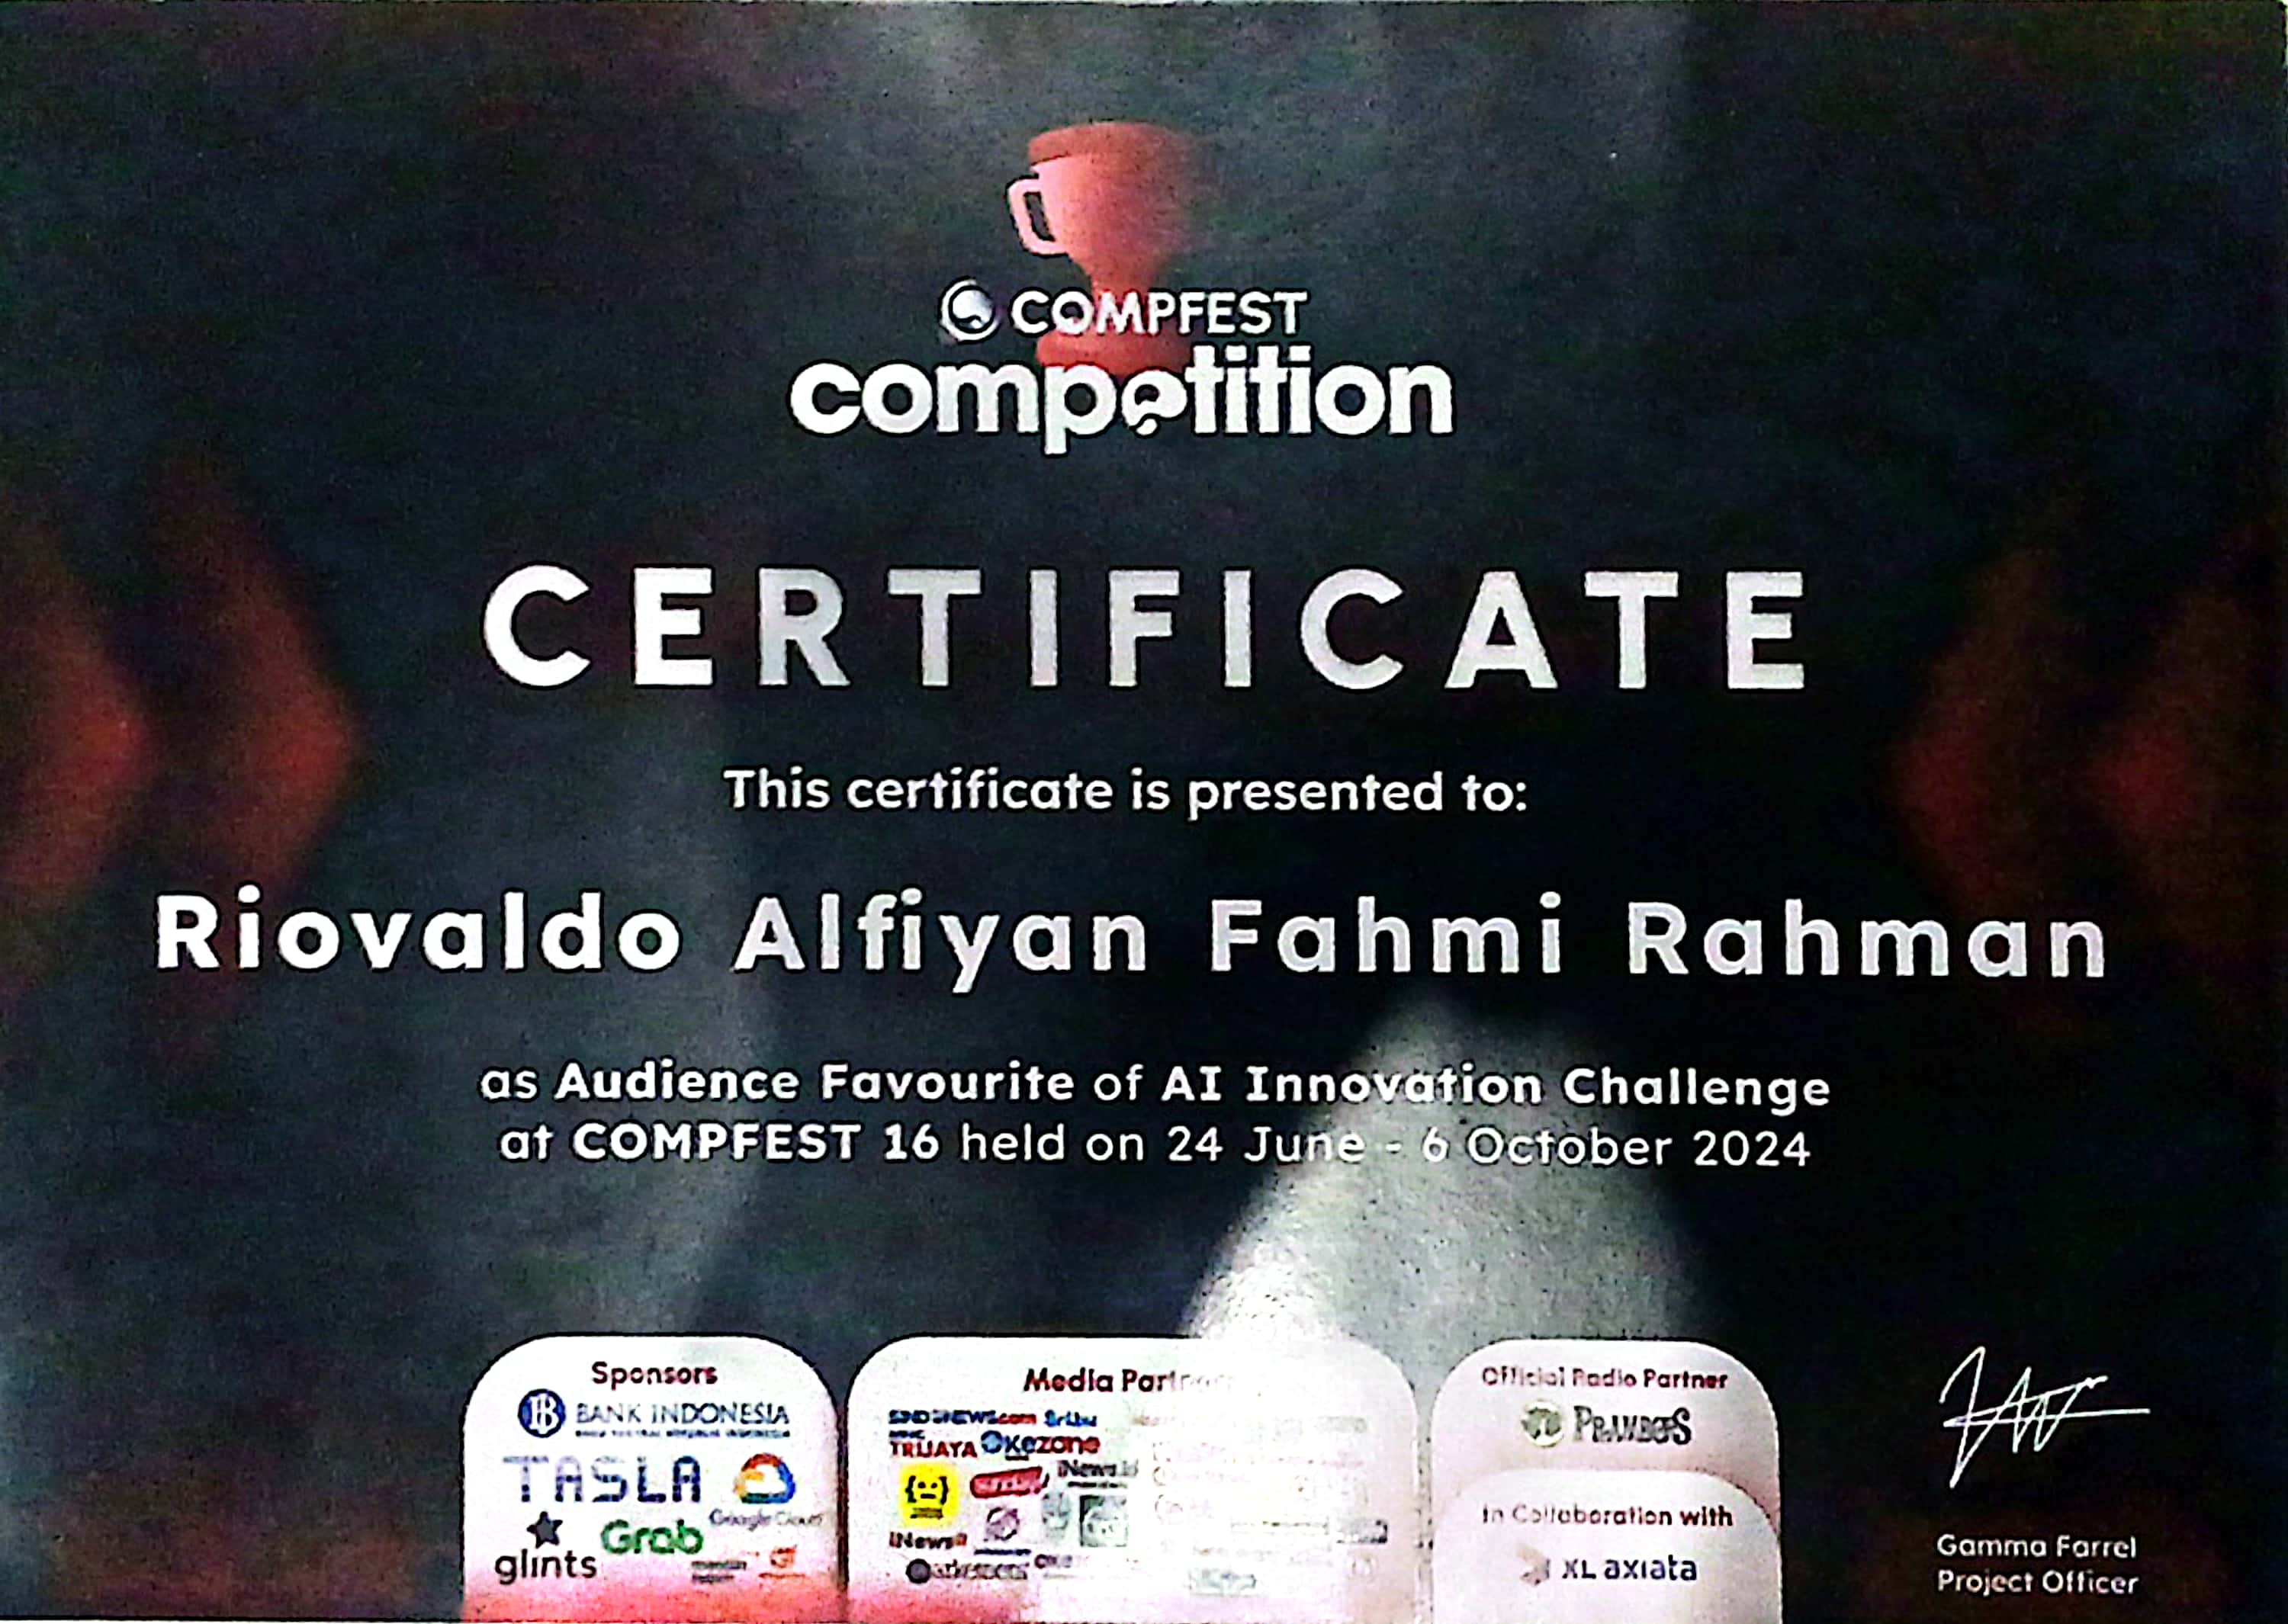 COMPFEST
competition
CERTIFICATE
This certificate is presented to:
Riovaldo Alfiyan Fahmi Rahman
as Audience Favourite of AI Innovation Challenge
at COMPFEST 16 held on 24 June - 6 October 2024
Sponsors
BANK INDONESIA
TASLA
Google Cloud
glints Grab
Media
SINDONEWS.com Sribu
TRIJAYA Okezone
iNews.id
iNews
Official Radio Partner
PRAMBORS
In Collaboration with
XL axiata
Gamma Farrel
Project Officer